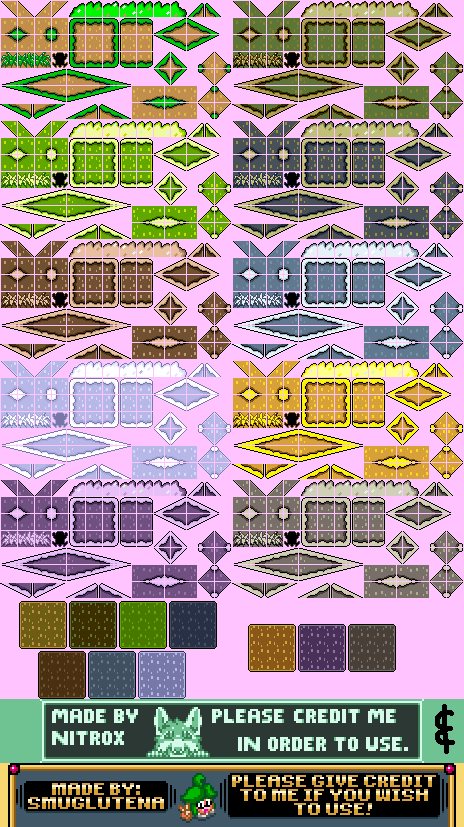 MADE BY
NITROX
PLEASE CREDIT ME
IN ORDER TO USE.
MADE BY:
SMUGLUTENA
PLEASE GIVE CREDIT
TO ME IF YOU WISH
TO USE!